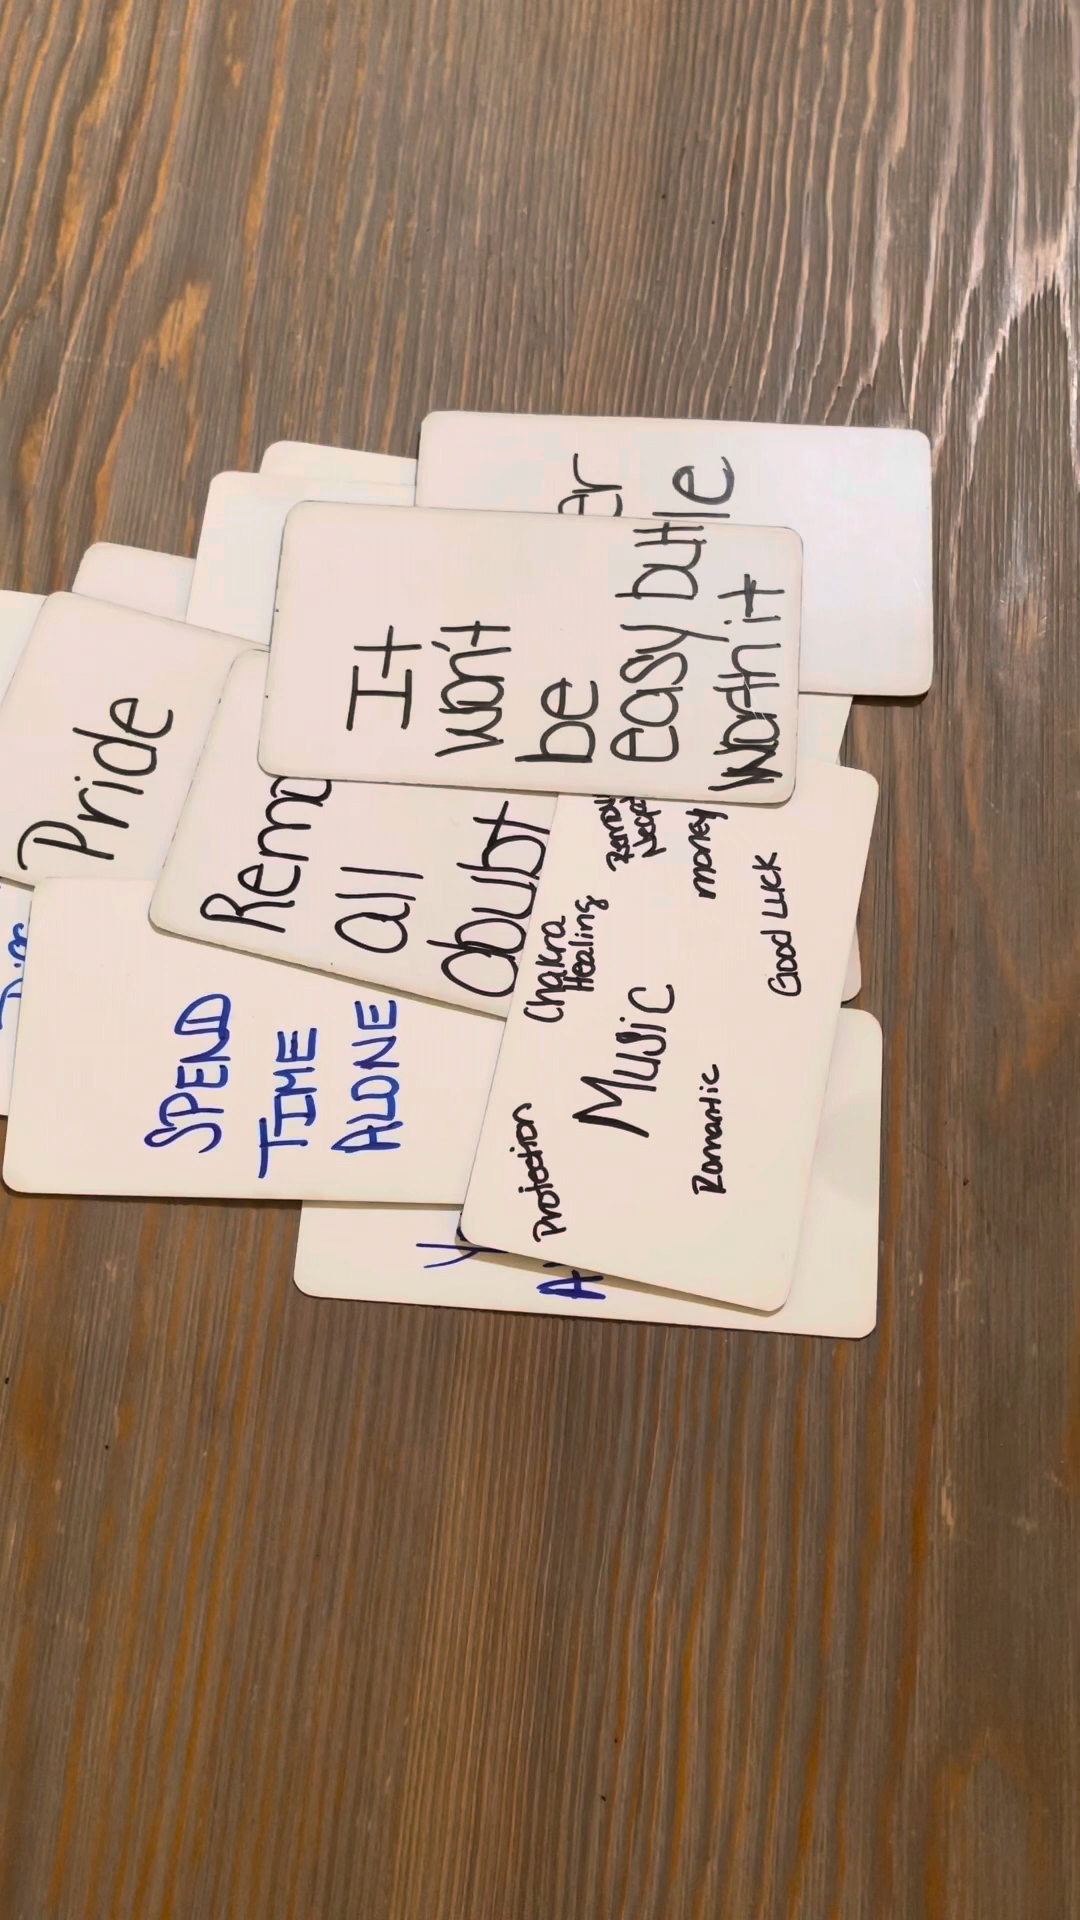 It
won't
be
easy but
Worth it
Pride
all
doubt
SPEND
TIME
ALONE
Chakra
Healing
money
Good Luck
Music
Protection
Romantic